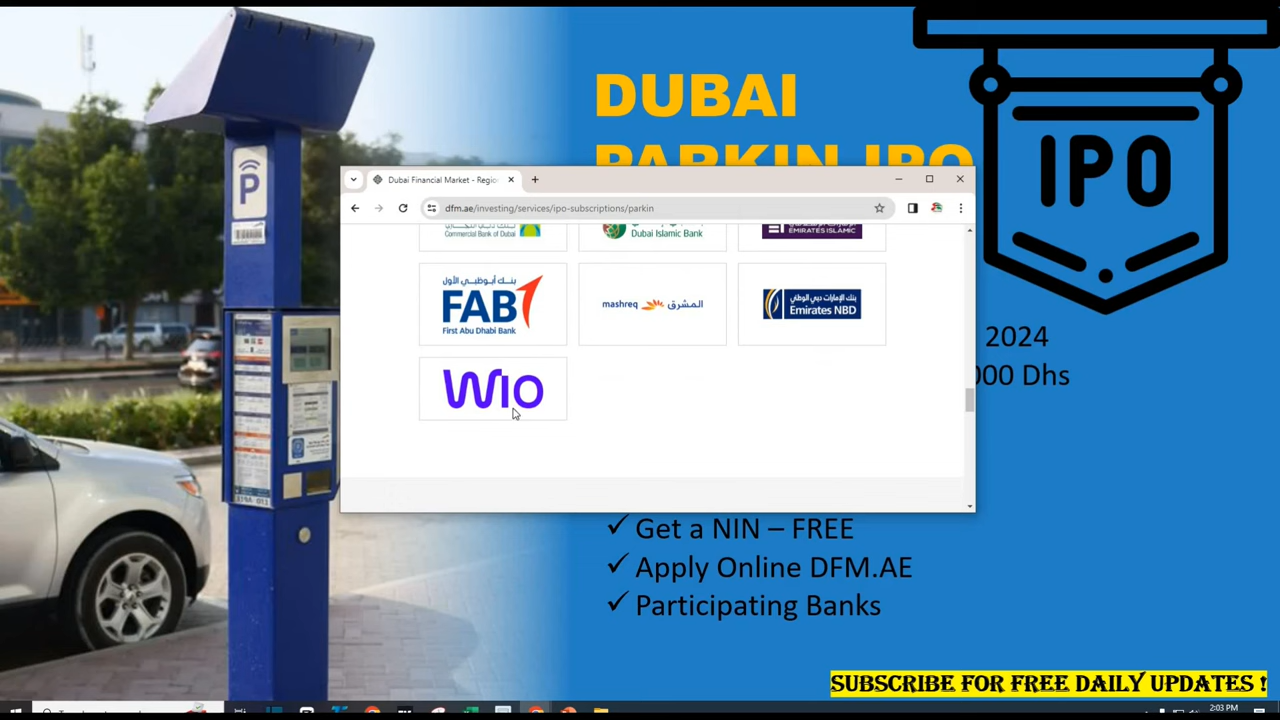 DUBAI
PARKIN IPO
IPO
2024
000 Dhs
Dubai Financial Market - Regio
dfm.ae/investing/services/ipo-subscriptions/parkin
Commercial Bank of Dubai
Dubai Islamic Bank
EMIRATES ISLAMIC
بنك أبوظبي الأول
FAB
First Abu Dhabi Bank
mashreq المشرق
بنك الإمارات دبي الوطني
Emirates NBD
WIO
✓ Get a NIN – FREE
✓ Apply Online DFM.AE
✓ Participating Banks
SUBSCRIBE FOR FREE DAILY UPDATES !
2:03 PM
P